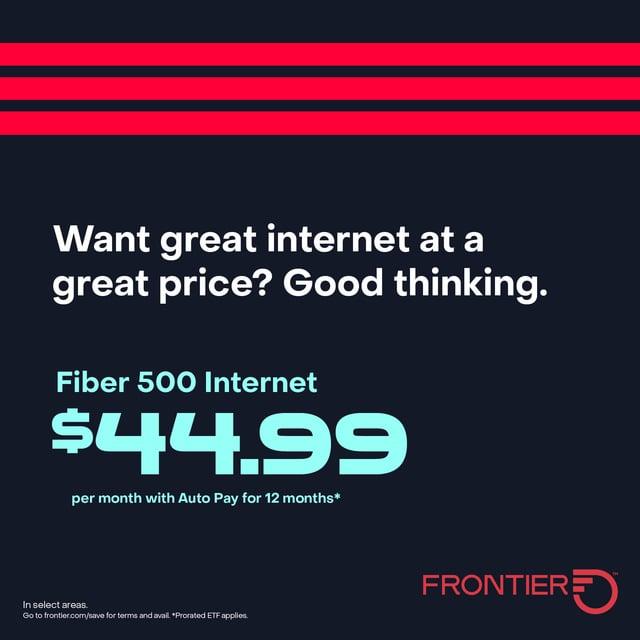 Want great internet at a
great price? Good thinking.
Fiber 500 Internet
$44.99
per month with Auto Pay for 12 months*
FRONTIER™
In select areas.
Go to frontier.com/save for terms and avail. *Prorated ETF applies.